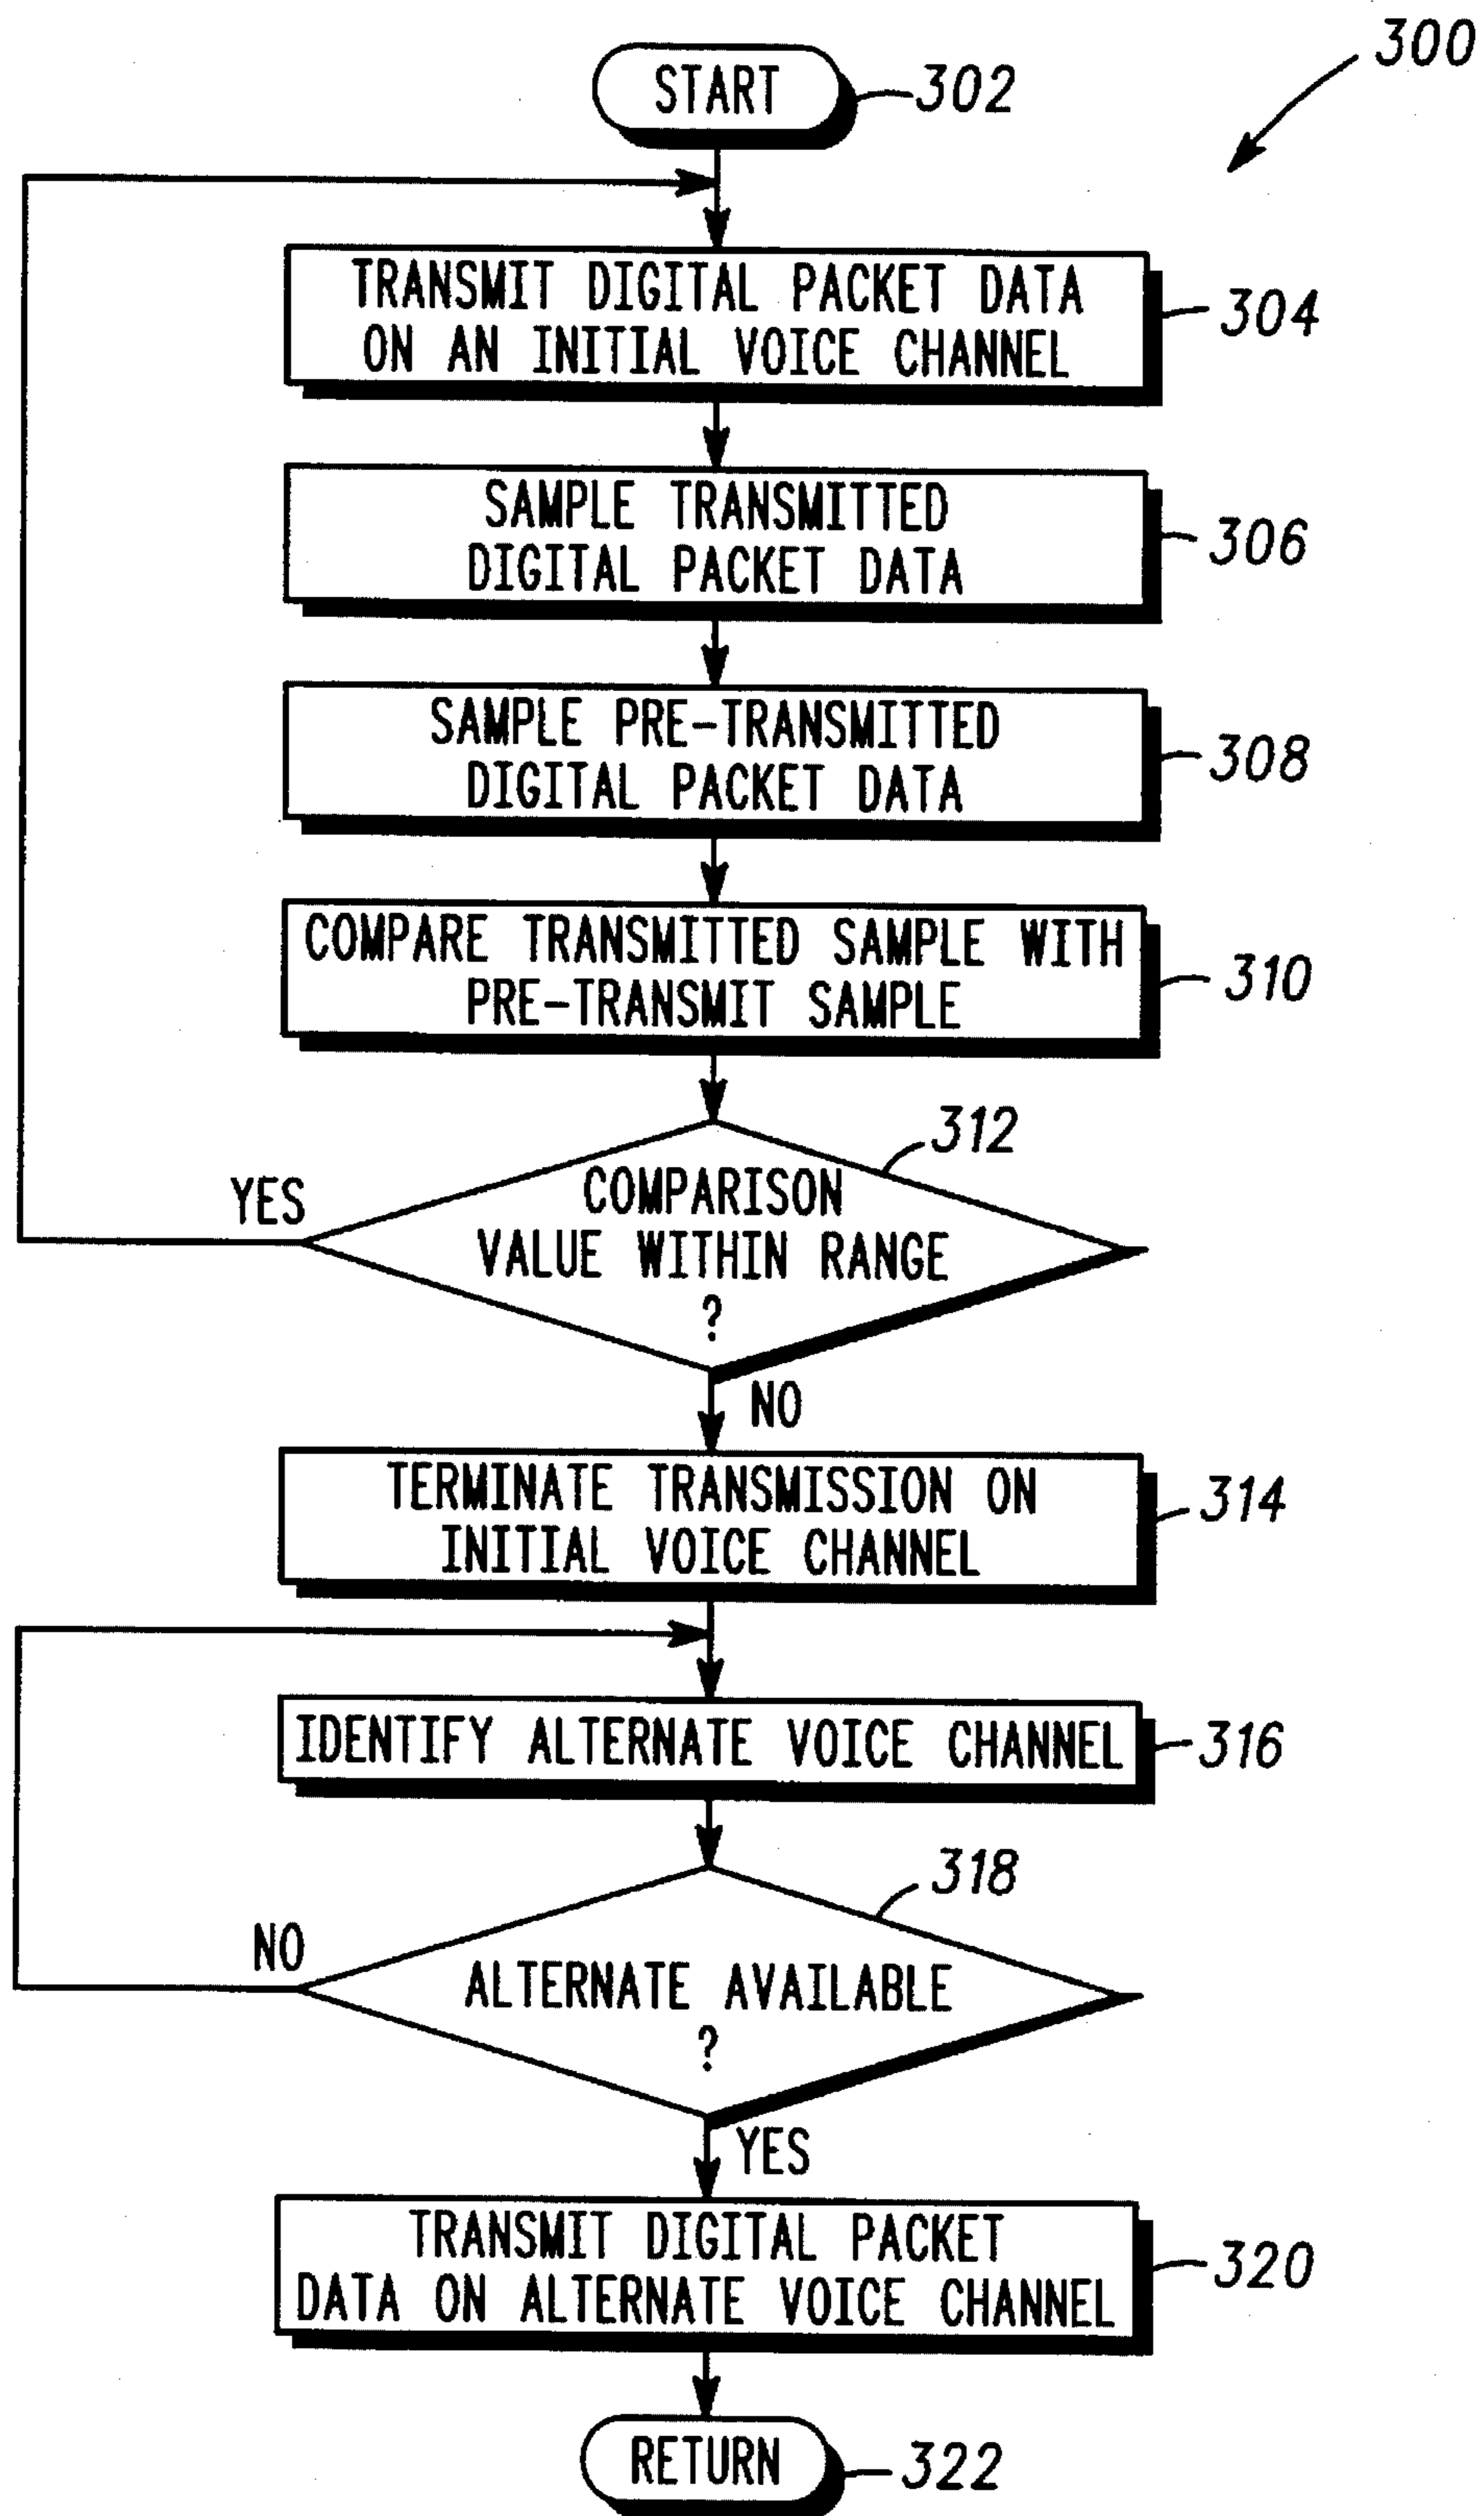 300
START
302
TRANSMIT DIGITAL PACKET DATA
ON AN INITIAL VOICE CHANNEL
304
SAMPLE TRANSMITTED
DIGITAL PACKET DATA
306
SAMPLE PRE-TRANSMITTED
DIGITAL PACKET DATA
308
COMPARE TRANSMITTED SAMPLE WITH
PRE-TRANSMIT SAMPLE
310
312
COMPARISON
VALUE WITHIN RANGE
?
YES
NO
TERMINATE TRANSMISSION ON
INITIAL VOICE CHANNEL
314
IDENTIFY ALTERNATE VOICE CHANNEL
316
318
NO
ALTERNATE AVAILABLE
?
YES
TRANSMIT DIGITAL PACKET
DATA ON ALTERNATE VOICE CHANNEL
320
RETURN
322